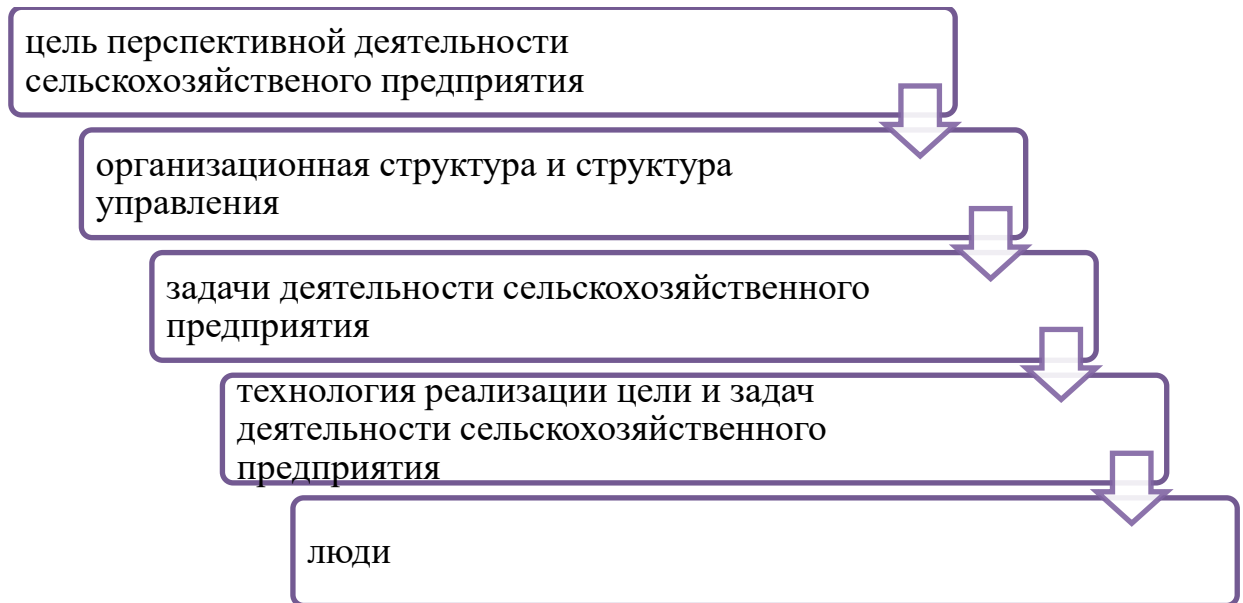 цель перспективной деятельности
сельскохозяйственого предприятия
организационная структура и структура
управления
задачи деятельности сельскохозяйственного
предприятия
технология реализации цели и задач
деятельности сельскохозяйственного
предприятия
люди